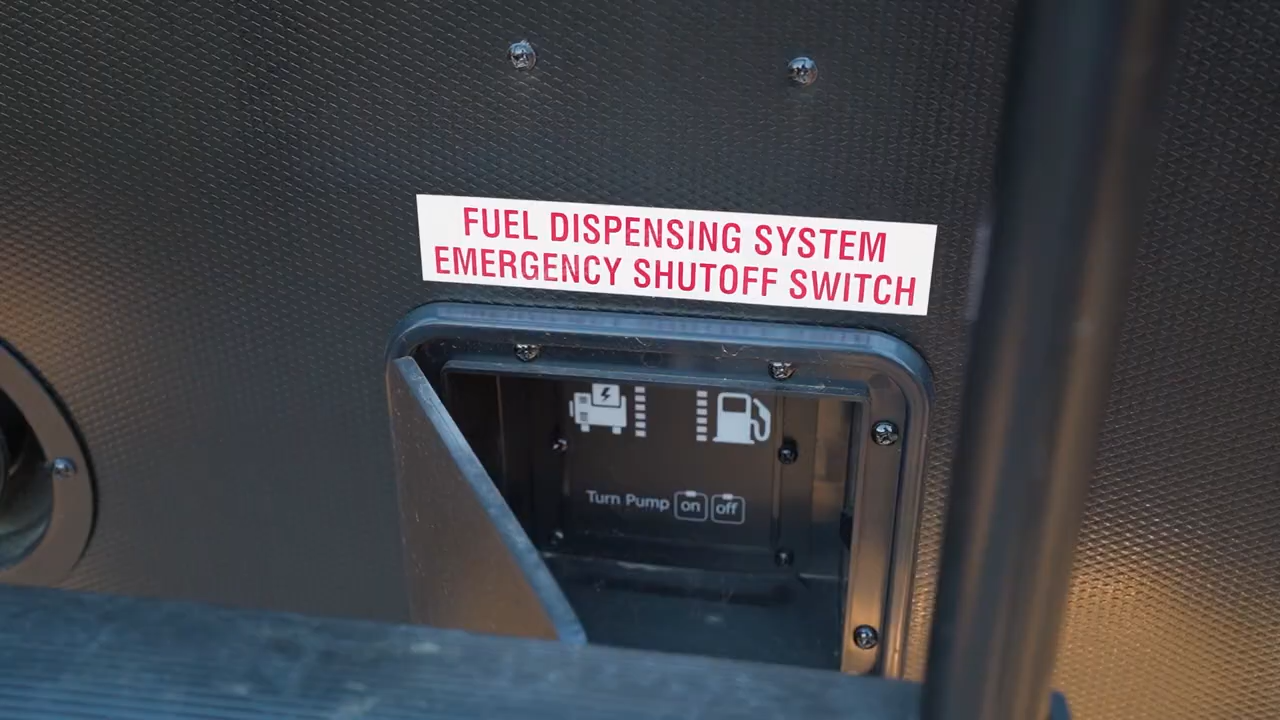 FUEL DISPENSING SYSTEM
EMERGENCY SHUTOFF SWITCH
Turn Pump on off